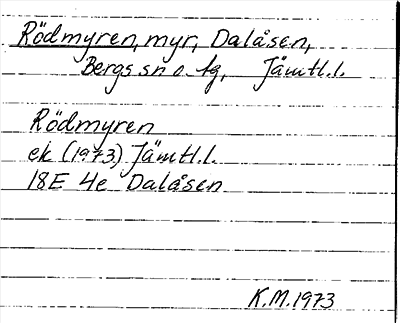 Rödmyren, myr, Dalåsen,
Bergs sn o. tg, Jämtl.l.
Rödmyren
ek (1973) Jämtl.l.
18E 4e Dalåsen
K.M. 1973